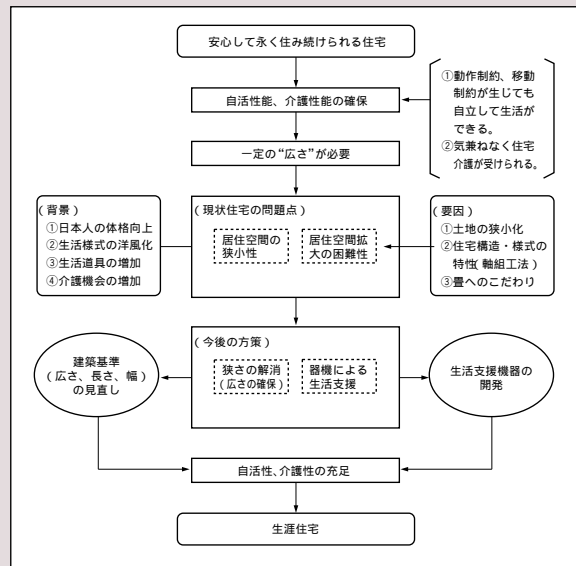 安心して永く住み続けられる住宅
自活性能、介護性能の確保
①動作制約、移動
制約が生じても
自立して生活が
できる。
②気兼ねなく住宅
介護が受けられる。
一定の“広さ”が必要
(背景)
①日本人の体格向上
②生活様式の洋風化
③生活道具の増加
④介護機会の増加
(現状住宅の問題点)
居住空間の
狭小性
居住空間拡
大の困難性
(要因)
①土地の狭小化
②住宅構造・様式の
特性(軸組工法)
③畳へのこだわり
(今後の方策)
狭さの解消
(広さの確保)
器機による
生活支援
建築基準
(広さ、長さ、幅)
の見直し
生活支援機器の
開発
自活性、介護性の充足
生涯住宅